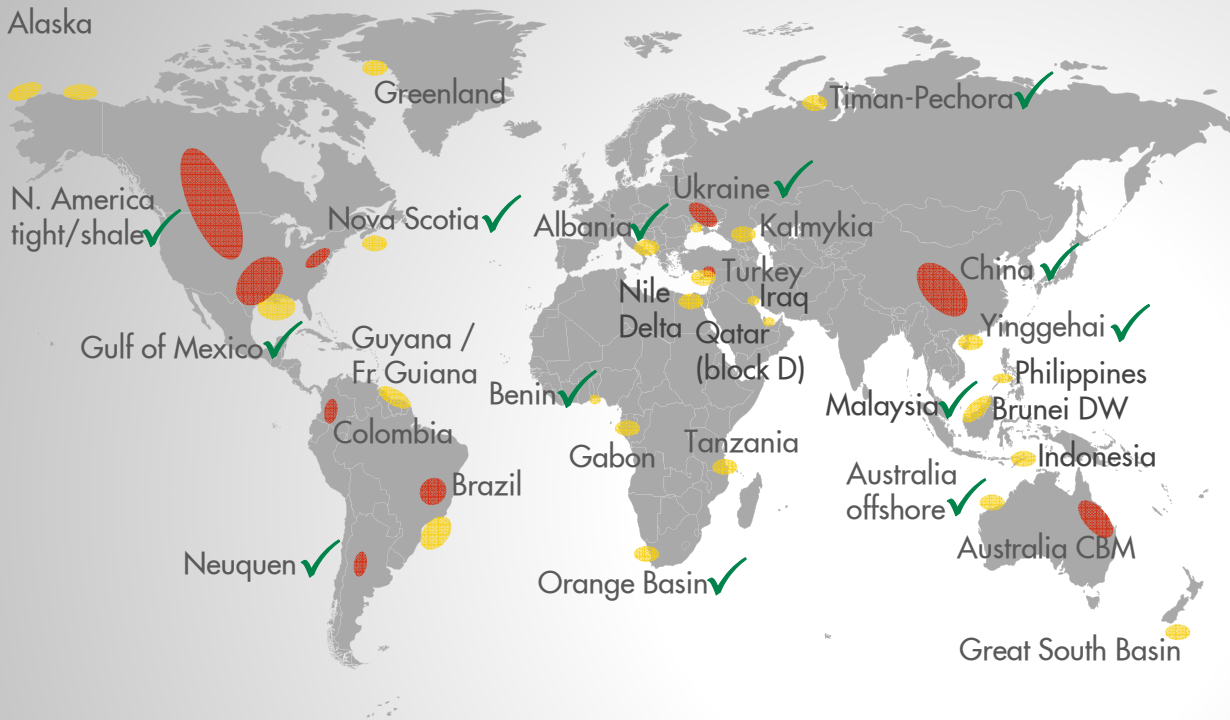 Alaska
Greenland
Timan-Pechora
N. America
tight/shale
Nova Scotia
Ukraine
Albania
Kalmykia
Turkey
China
Nile
Delta
Iraq
Qatar
(block D)
Yinggehai
Gulf of Mexico
Guyana /
Fr Guiana
Benin
Philippines
Malaysia
Brunei DW
Colombia
Gabon
Tanzania
Indonesia
Brazil
Australia
offshore
Australia CBM
Neuquen
Orange Basin
Great South Basin